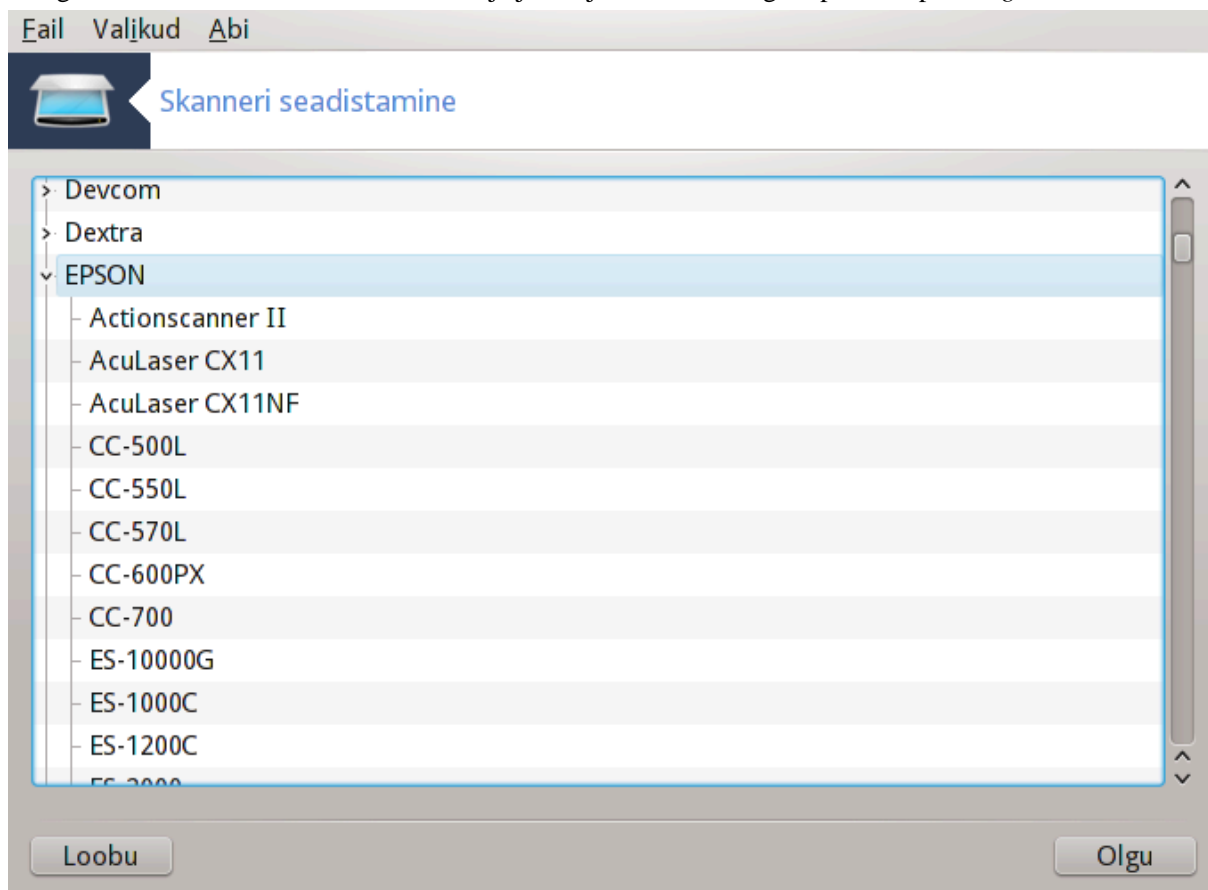 Fail Valikud Abi
Skanneri seadistamine
Devcom
Dextra
EPSON
Actionscanner II
AcuLaser CX11
AcuLaser CX11NF
CC-500L
CC-550L
CC-570L
CC-600PX
CC-700
ES-10000G
ES-1000C
ES-1200C
Loobu
Olgu